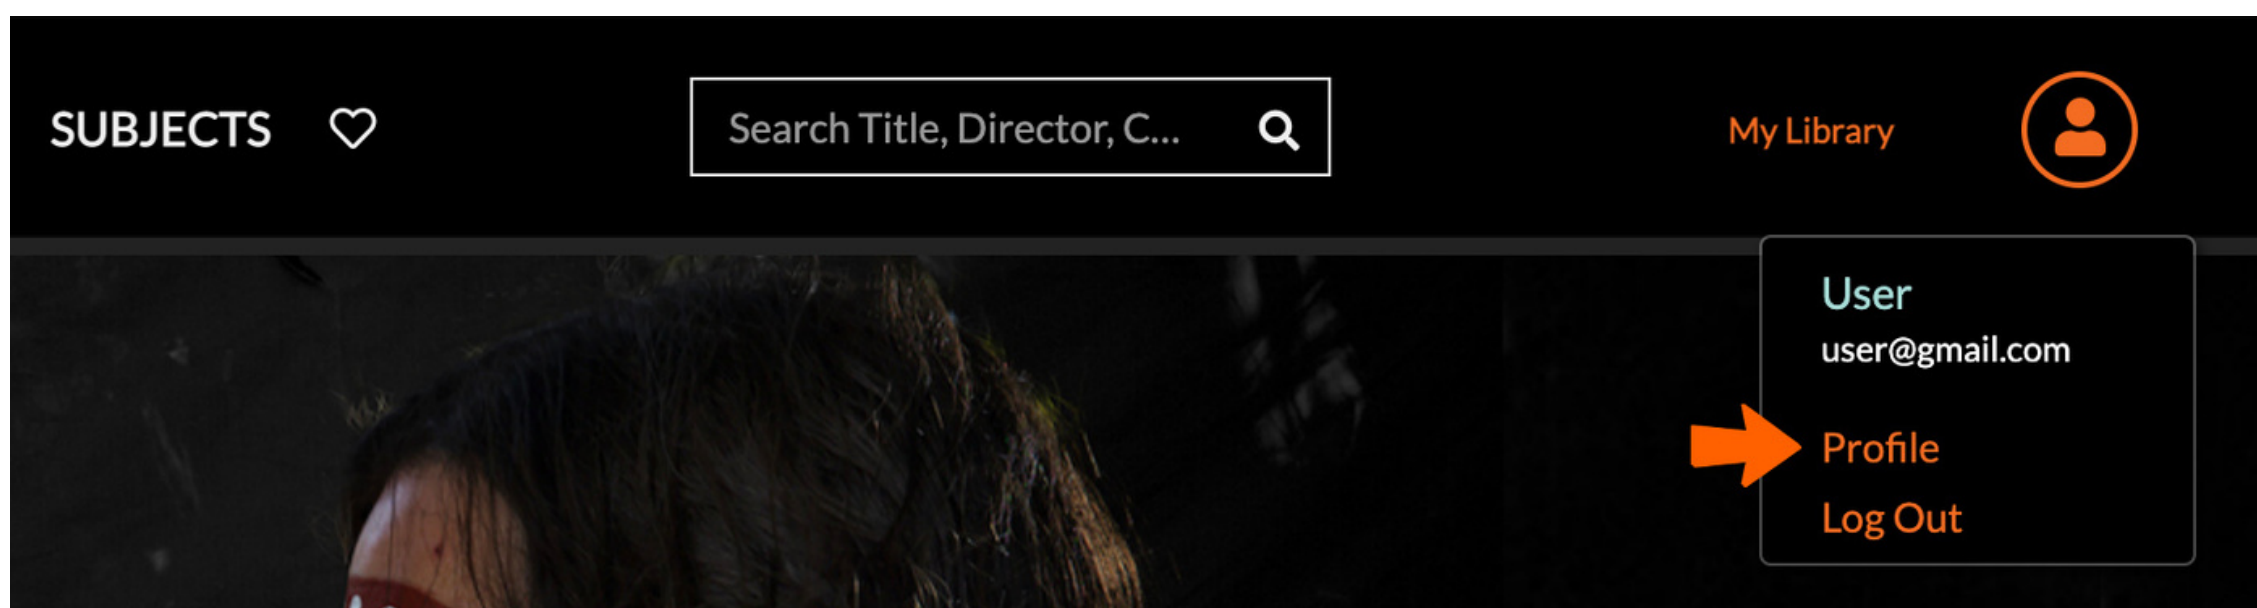 SUBJECTS
Search Title, Director, C...
My Library
User
user@gmail.com
Profile
Log Out